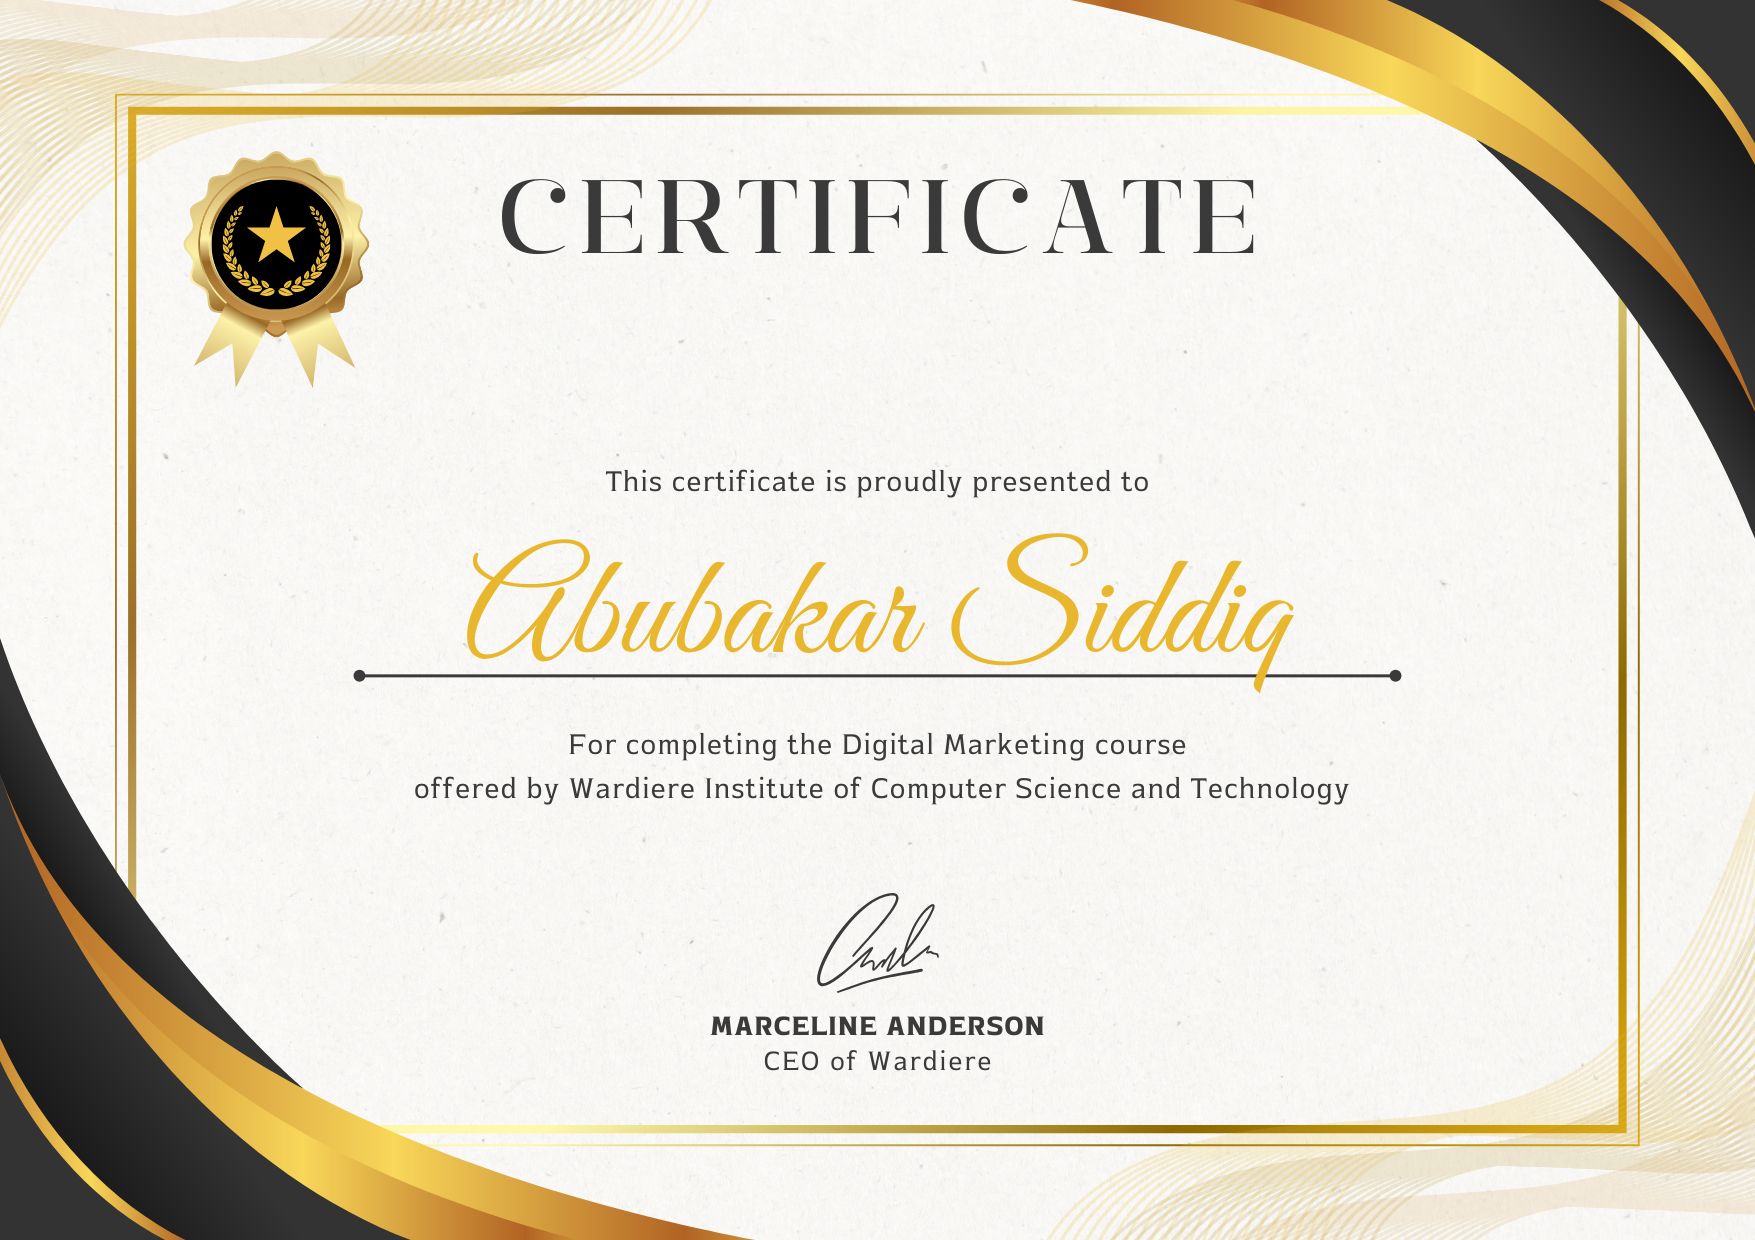 CERTIFICATE
This certificate is proudly presented to
Abubakar Siddiq
For completing the Digital Marketing course
offered by Wardiere Institute of Computer Science and Technology
MARCELINE ANDERSON
CEO of Wardiere